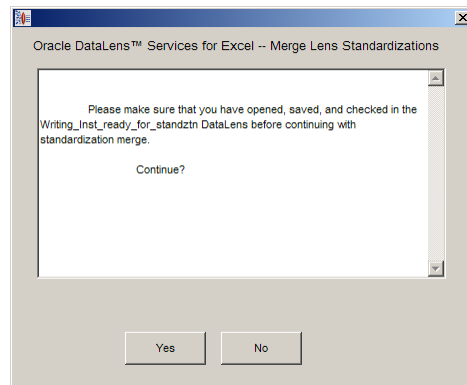 Oracle DataLens™ Services for Excel -- Merge Lens Standardizations
Please make sure that you have opened, saved, and checked in the
Writing_Inst_ready_for_standztn DataLens before continuing with
standardization merge.
Continue?
Yes No